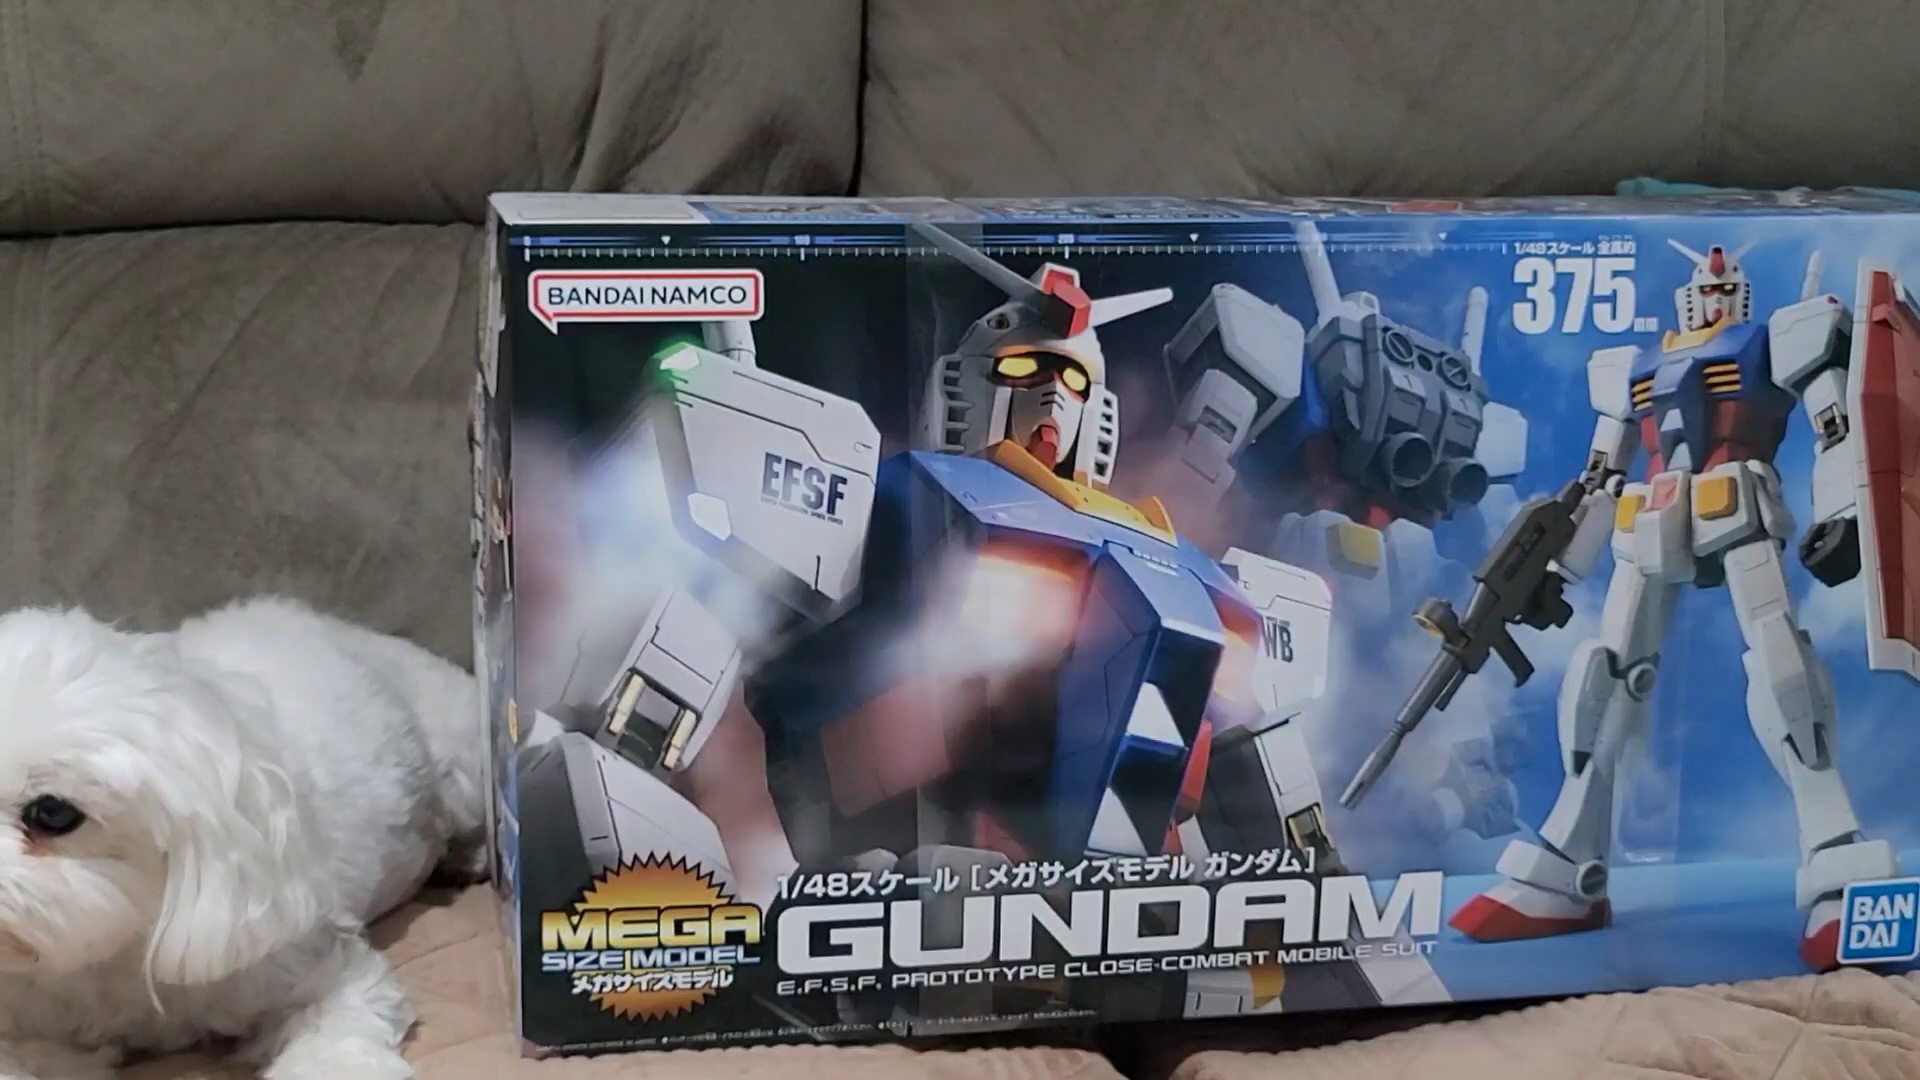 BANDAI NAMCO
1/48スケール 全高約
375mm
EFSF
WB
1/48スケール [メガサイズモデル ガンダム]
MEGA
SIZE MODEL
メガサイズモデル
GUNDAM
E.F.S.F. PROTOTYPE CLOSE-COMBAT MOBILE SUIT
BAN
DAI